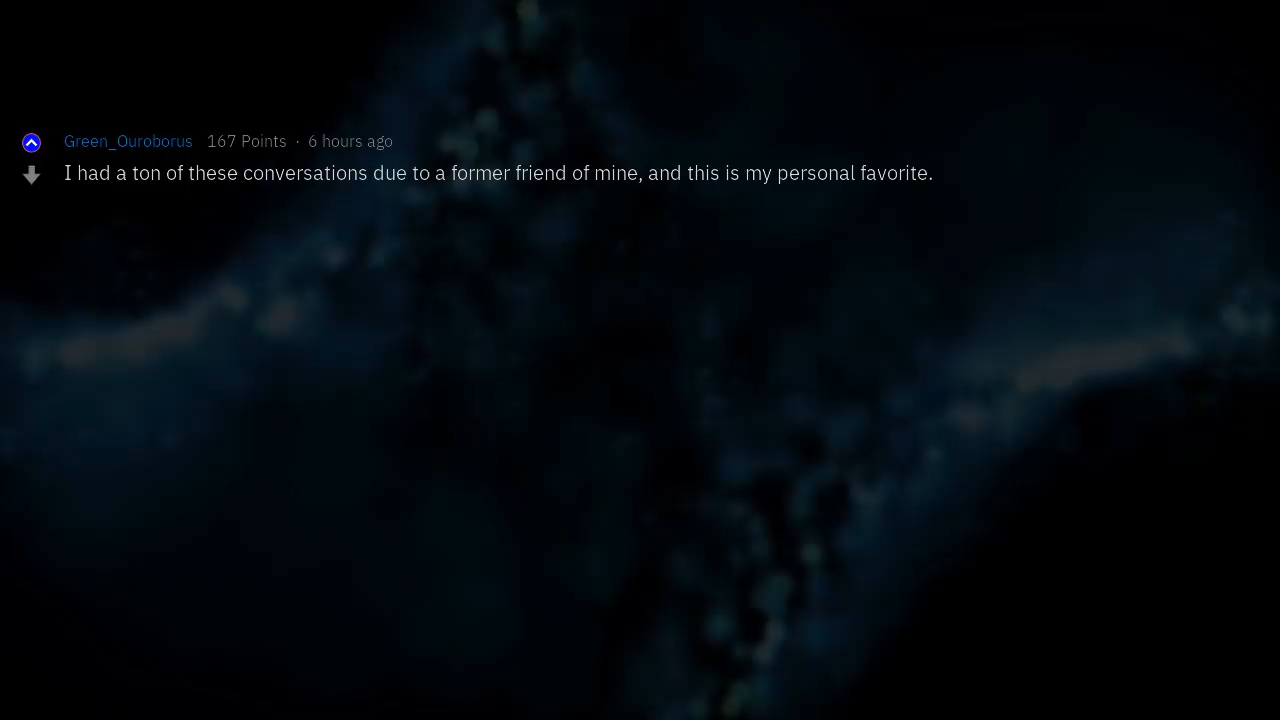 Green_Ouroborus 167 Points · 6 hours ago
I had a ton of these conversations due to a former friend of mine, and this is my personal favorite.